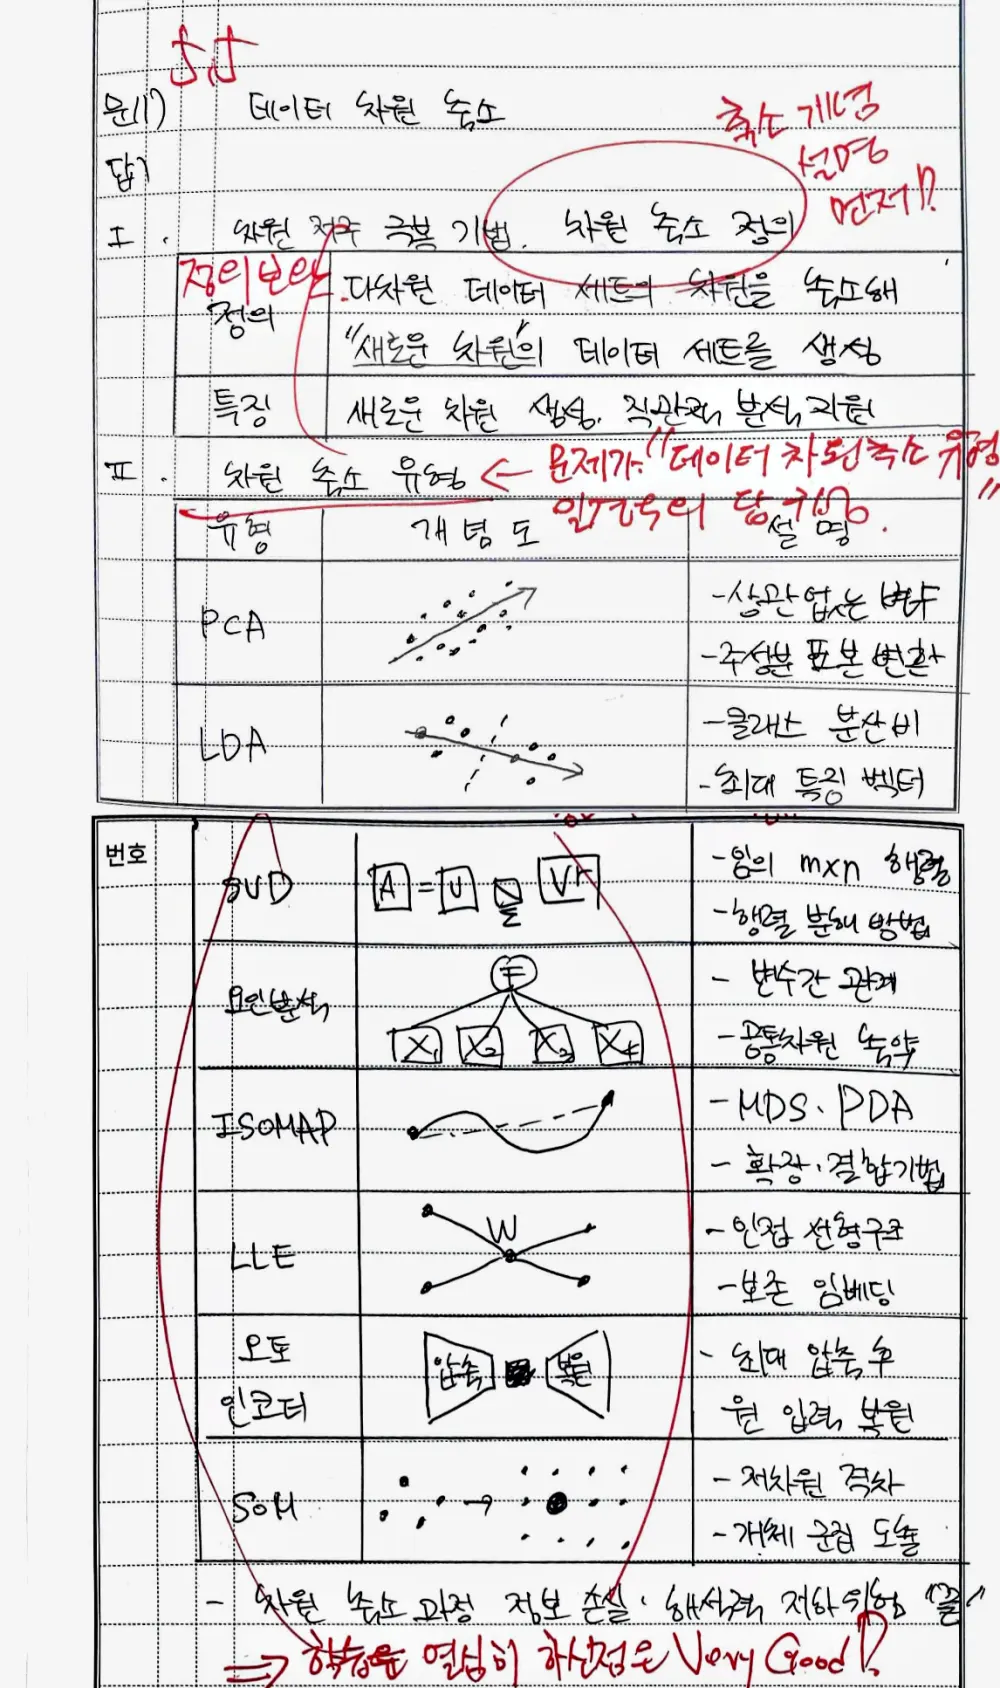 5.5
문11) 데이터 차원 축소
축소 개념
설명
먼저!?
답)
I. 차원 저주 극복 기법. 차원 축소 정의
정의 보완.
정의
다차원 데이터 세트의 차원을 축소해
"새로운 차원"의 데이터 세트를 생성
특징 새로운 차원 생성. 직관적 분석 지원
II. 차원 축소 유형
← 문제가 "데이터 차원축소 유형"
일경우의 답
유형 개념도 설명
PCA
-상관 없는 변수
-주성분 표본 변환
LDA
-클래스 분산비
-최대 특징 벡터
번호
SVD
A = U Σ VT
-임의 mxn 행렬
-행렬 분해 방법
요인분석
F
X1 X2 X3 X4
- 변수간 관계
-공통차원 축약
ISOMAP
- MDS. PDA
- 확장·결합기법
LLE
W
- 인접 선형구조
-보존 임베딩
오토
인코더
압축 복원
- 최대 압축 후
원 입력 복원
SOM
- 저차원 격자
-개체 군집 도출
- 차원 축소 과정 정보 손실·해석력 저하 위험 "끝"
⇒ 학습을 열심히 하신점은 Very Good!?